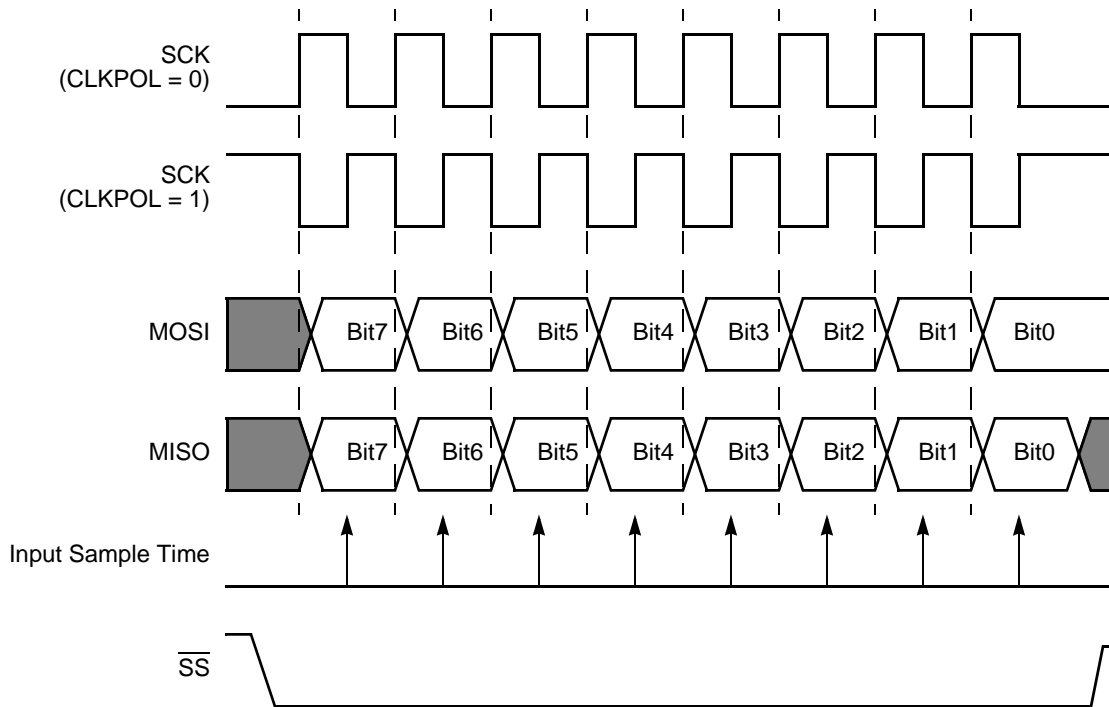 SCK
(CLKPOL = 0)
SCK
(CLKPOL = 1)
MOSI
Bit7 Bit6 Bit5 Bit4 Bit3 Bit2 Bit1 Bit0
MISO
Bit7 Bit6 Bit5 Bit4 Bit3 Bit2 Bit1 Bit0
Input Sample Time
SS